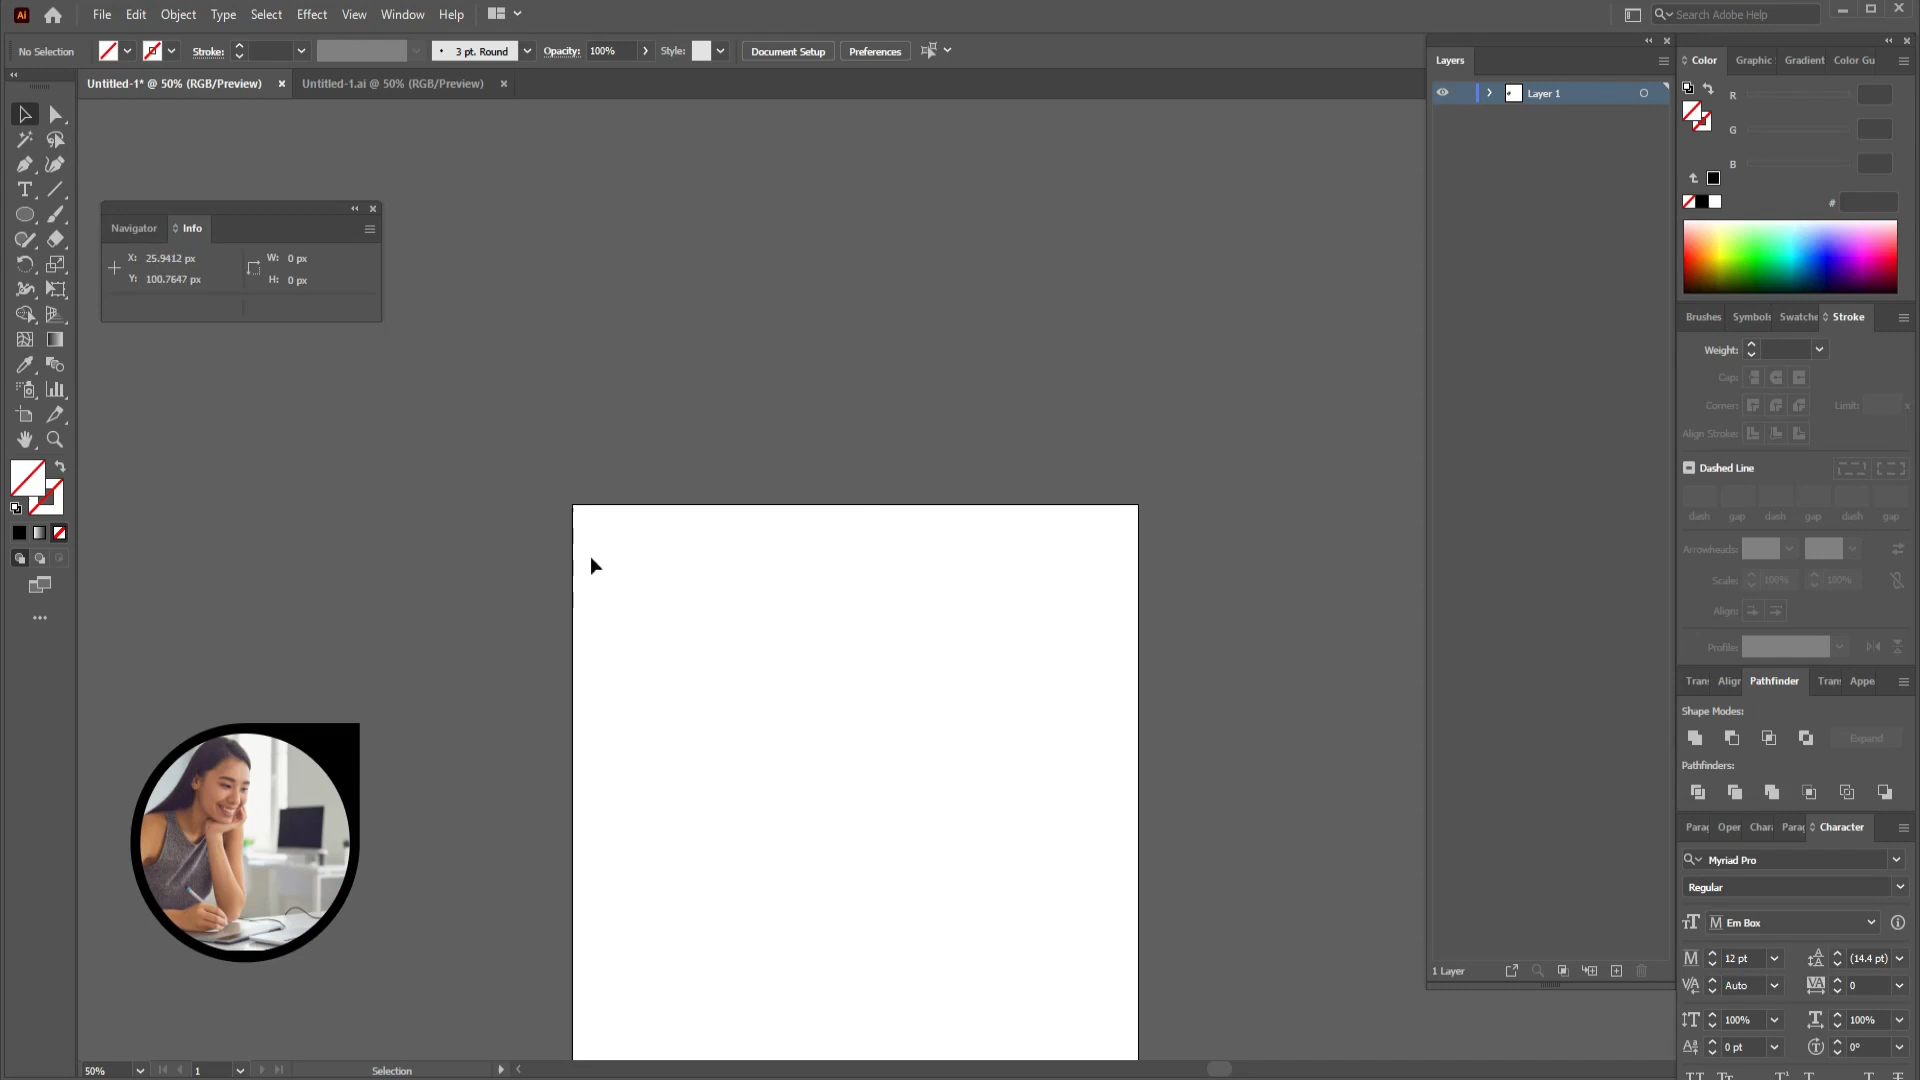 Ai File Edit Object Type Select Effect View Window Help Search Adobe Help
No Selection Stroke: 3 pt. Round Opacity: 100% Style: Document Setup Preferences
Untitled-1* @ 50% (RGB/Preview) × Untitled-1.ai @ 50% (RGB/Preview) ×
Navigator Info
X: 25.9412 px W: 0 px
Y: 100.7647 px H: 0 px
Layers
Layer 1
1 Layer
Color Graphic Gradient Color Gu
R
G
B
#
Brushes Symbols Swatche Stroke
Weight:
Cap:
Corner: Limit: x
Align Stroke:
Dashed Line
dash gap dash gap dash gap
Arrowheads:
Scale: 100% 100%
Align:
Profile:
Tran: Align Pathfinder Tran: Appe
Shape Modes:
Expand
Pathfinders:
Parag Open Chara Parag Character
Myriad Pro
Regular
Em Box
12 pt (14.4 pt)
Auto 0
100% 100%
0 pt 0°
50% 1 Selection